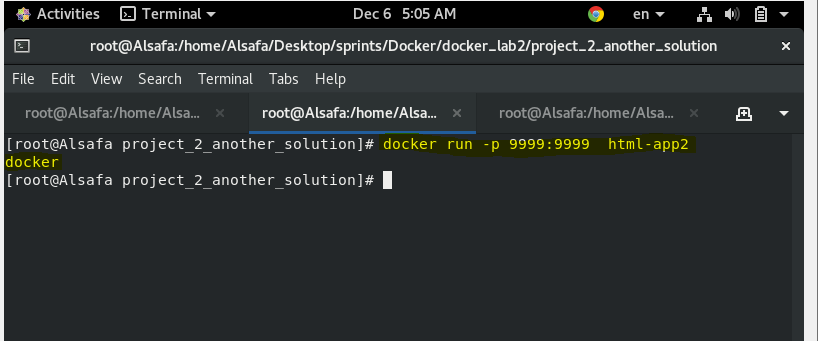 Activities Terminal Dec 6 5:05 AM en
root@Alsafa:/home/Alsafa/Desktop/sprints/Docker/docker_lab2/project_2_another_solution ×
File Edit View Search Terminal Tabs Help
root@Alsafa:/home/Alsa... × root@Alsafa:/home/Alsa... × root@Alsafa:/home/Alsa... ×
[root@Alsafa project_2_another_solution]# docker run -p 9999:9999  html-app2
docker
[root@Alsafa project_2_another_solution]#